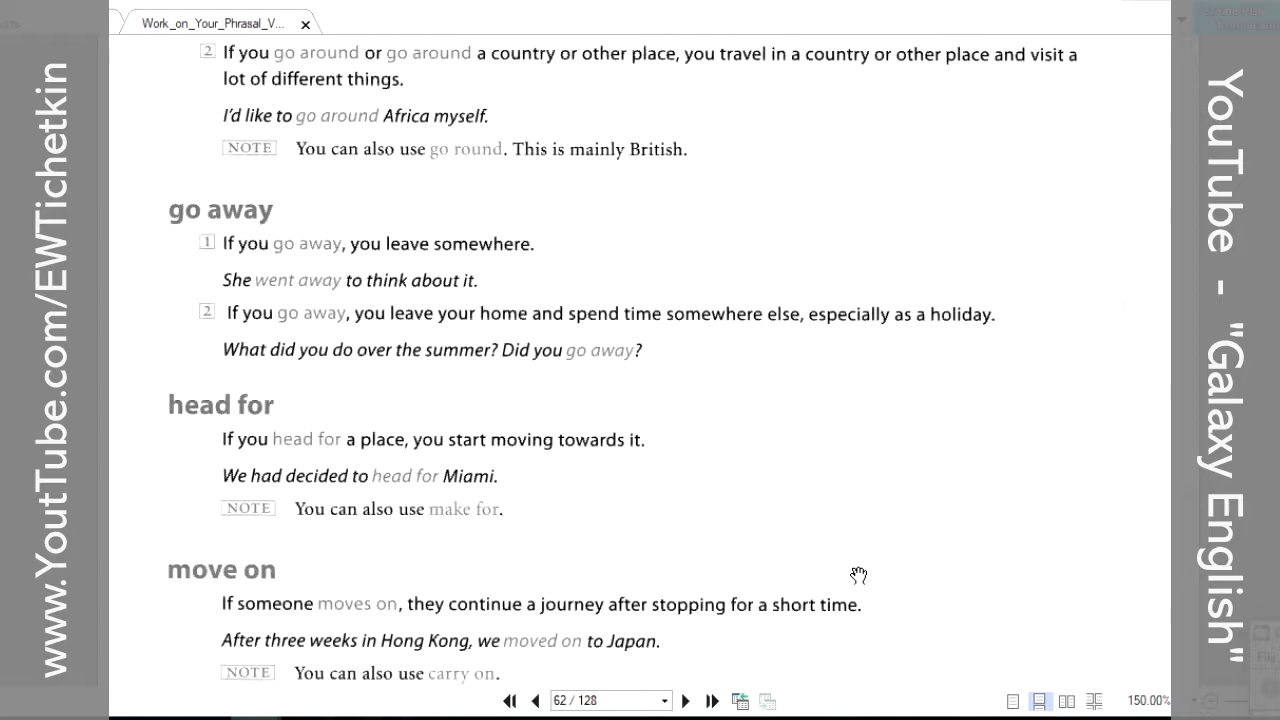 Work_on_Your_Phrasal_V...
2 If you go around or go around a country or other place, you travel in a country or other place and visit a
lot of different things.
I'd like to go around Africa myself.
NOTE You can also use go round. This is mainly British.
go away
1 If you go away, you leave somewhere.
She went away to think about it.
2 If you go away, you leave your home and spend time somewhere else, especially as a holiday.
What did you do over the summer? Did you go away?
head for
If you head for a place, you start moving towards it.
We had decided to head for Miami.
NOTE You can also use make for.
move on
If someone moves on, they continue a journey after stopping for a short time.
After three weeks in Hong Kong, we moved on to Japan.
NOTE You can also use carry on.
62 / 128
150.00%
www.YoutTube.com/EWTichetkin
YouTube - "Galaxy English"